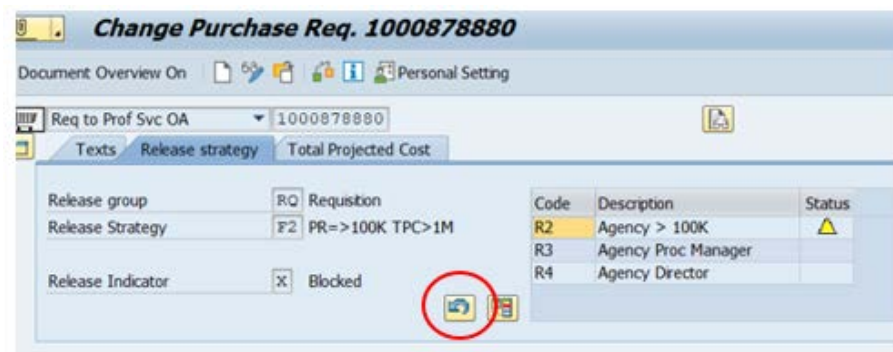 Change Purchase Req. 1000878880
Document Overview On Personal Setting
Req to Prof Svc OA 1000878880
Texts Release strategy Total Projected Cost
Release group RQ Requisition
Release Strategy F2 PR=>100K TPC>1M
Release Indicator X Blocked
Code Description Status
R2 Agency > 100K
R3 Agency Proc Manager
R4 Agency Director